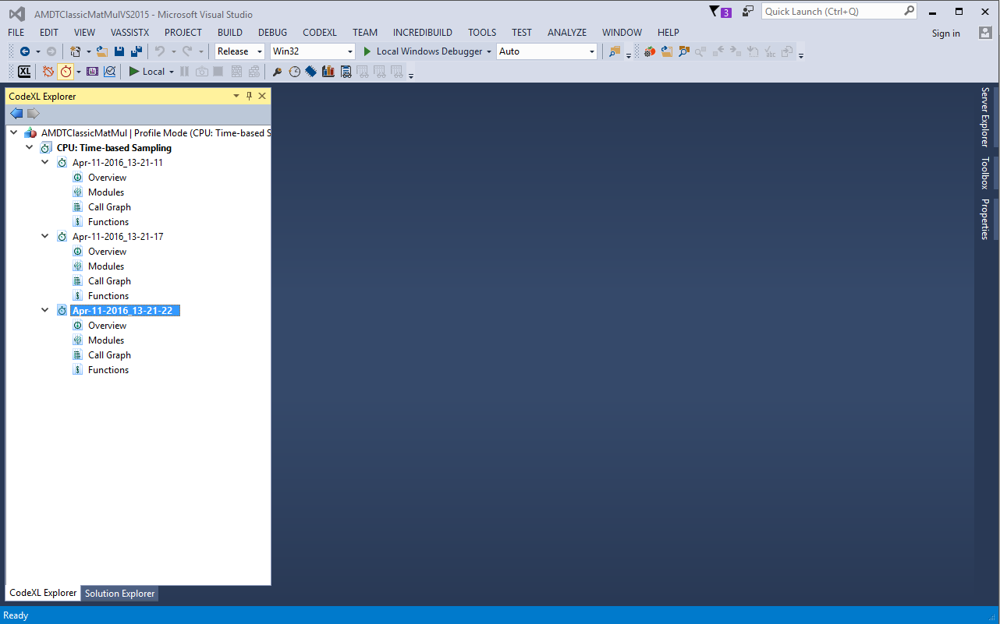 AMDTClassicMatMulVS2015 - Microsoft Visual Studio
3
Quick Launch (Ctrl+Q)
FILE EDIT VIEW VASSISTX PROJECT BUILD DEBUG CODEXL TEAM INCREDIBUILD TOOLS TEST ANALYZE WINDOW HELP
Sign in
Release Win32 Local Windows Debugger Auto
XL Local
CodeXL Explorer
AMDTClassicMatMul | Profile Mode (CPU: Time-based S
CPU: Time-based Sampling
Apr-11-2016_13-21-11
Overview
Modules
Call Graph
Functions
Apr-11-2016_13-21-17
Overview
Modules
Call Graph
Functions
Apr-11-2016_13-21-22
Overview
Modules
Call Graph
Functions
Server Explorer
Toolbox
Properties
CodeXL Explorer Solution Explorer
Ready